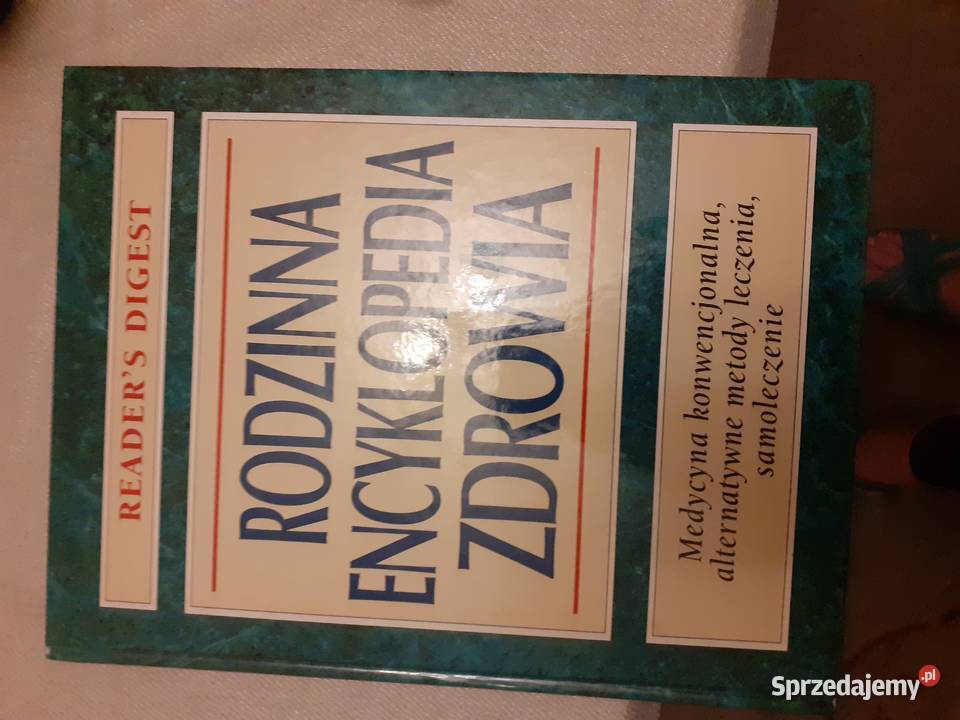 READER'S DIGEST
RODZINNA
ENCYKLOPEDIA
ZDROWIA
Medycyna konwencjonalna,
alternatywne metody leczenia,
samoleczenie
Sprzedajemy.pl